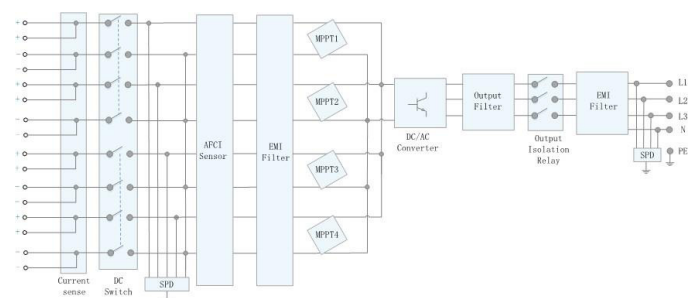 +
+
-
-
+
+
-
-
+
+
-
-
+
+
-
-
Current
sense
DC
Switch
SPD
AFCI
Sensor
EMI
Filter
MPPT1
MPPT2
MPPT3
MPPT4
DC/AC
Converter
Output
Filter
Output
Isolation
Relay
EMI
Filter
SPD
L1
L2
L3
N
PE